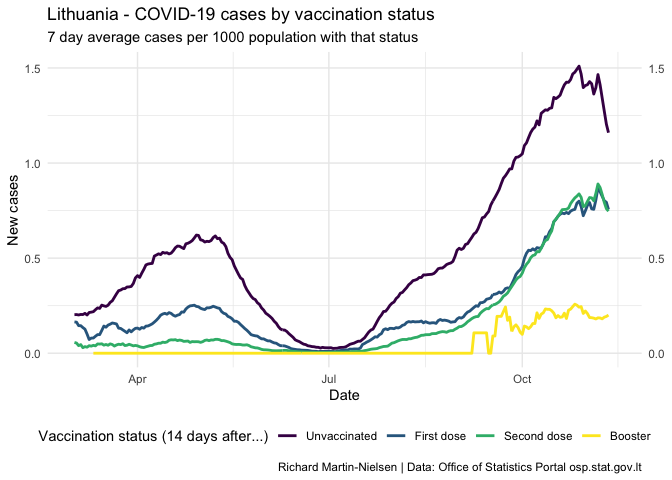 Lithuania - COVID-19 cases by vaccination status
7 day average cases per 1000 population with that status
1.5 1.5
1.0 1.0
0.5 0.5
0.0 0.0
New cases
Apr Jul Oct
Date
Vaccination status (14 days after...) Unvaccinated First dose Second dose Booster
Richard Martin-Nielsen | Data: Office of Statistics Portal osp.stat.gov.lt